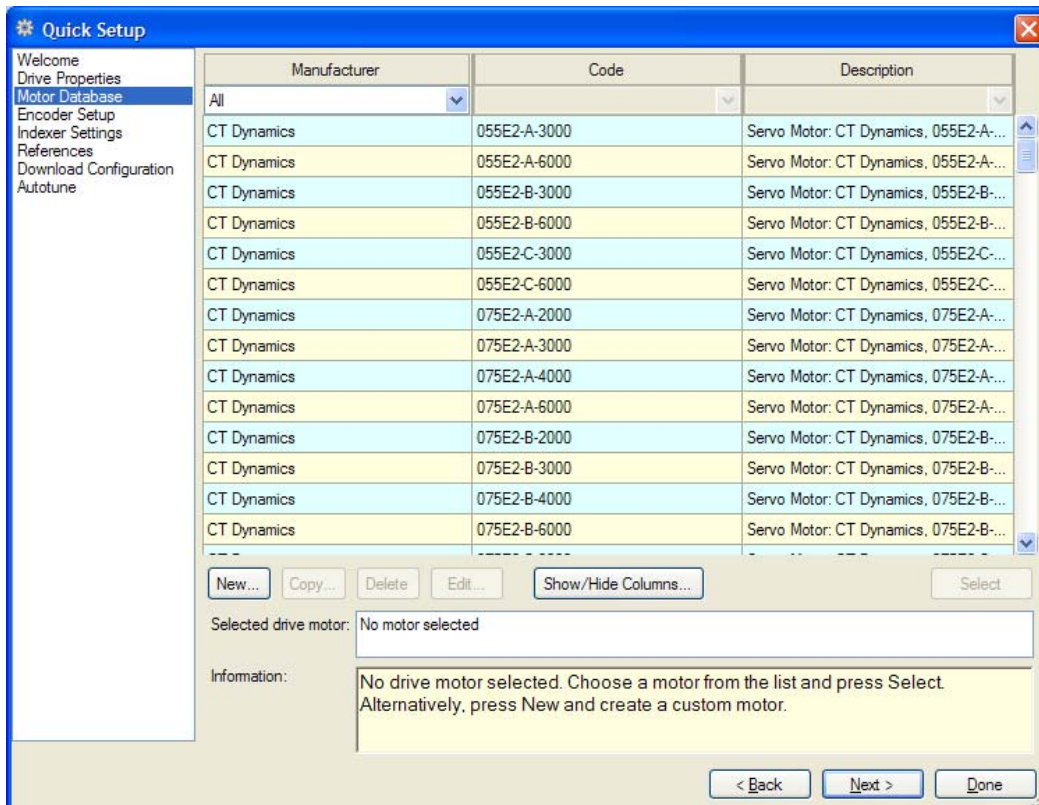 Quick Setup
Welcome
Drive Properties
Motor Database
Encoder Setup
Indexer Settings
References
Download Configuration
Autotune
Manufacturer Code Description
All
CT Dynamics 055E2-A-3000 Servo Motor: CT Dynamics, 055E2-A-...
CT Dynamics 055E2-A-6000 Servo Motor: CT Dynamics, 055E2-A-...
CT Dynamics 055E2-B-3000 Servo Motor: CT Dynamics, 055E2-B-...
CT Dynamics 055E2-B-6000 Servo Motor: CT Dynamics, 055E2-B-...
CT Dynamics 055E2-C-3000 Servo Motor: CT Dynamics, 055E2-C-...
CT Dynamics 055E2-C-6000 Servo Motor: CT Dynamics, 055E2-C-...
CT Dynamics 075E2-A-2000 Servo Motor: CT Dynamics, 075E2-A-...
CT Dynamics 075E2-A-3000 Servo Motor: CT Dynamics, 075E2-A-...
CT Dynamics 075E2-A-4000 Servo Motor: CT Dynamics, 075E2-A-...
CT Dynamics 075E2-A-6000 Servo Motor: CT Dynamics, 075E2-A-...
CT Dynamics 075E2-B-2000 Servo Motor: CT Dynamics, 075E2-B-...
CT Dynamics 075E2-B-3000 Servo Motor: CT Dynamics, 075E2-B-...
CT Dynamics 075E2-B-4000 Servo Motor: CT Dynamics, 075E2-B-...
CT Dynamics 075E2-B-6000 Servo Motor: CT Dynamics, 075E2-B-...
New... Copy... Delete Edit... Show/Hide Columns... Select
Selected drive motor: No motor selected
Information: No drive motor selected. Choose a motor from the list and press Select.
Alternatively, press New and create a custom motor.
< Back Next > Done